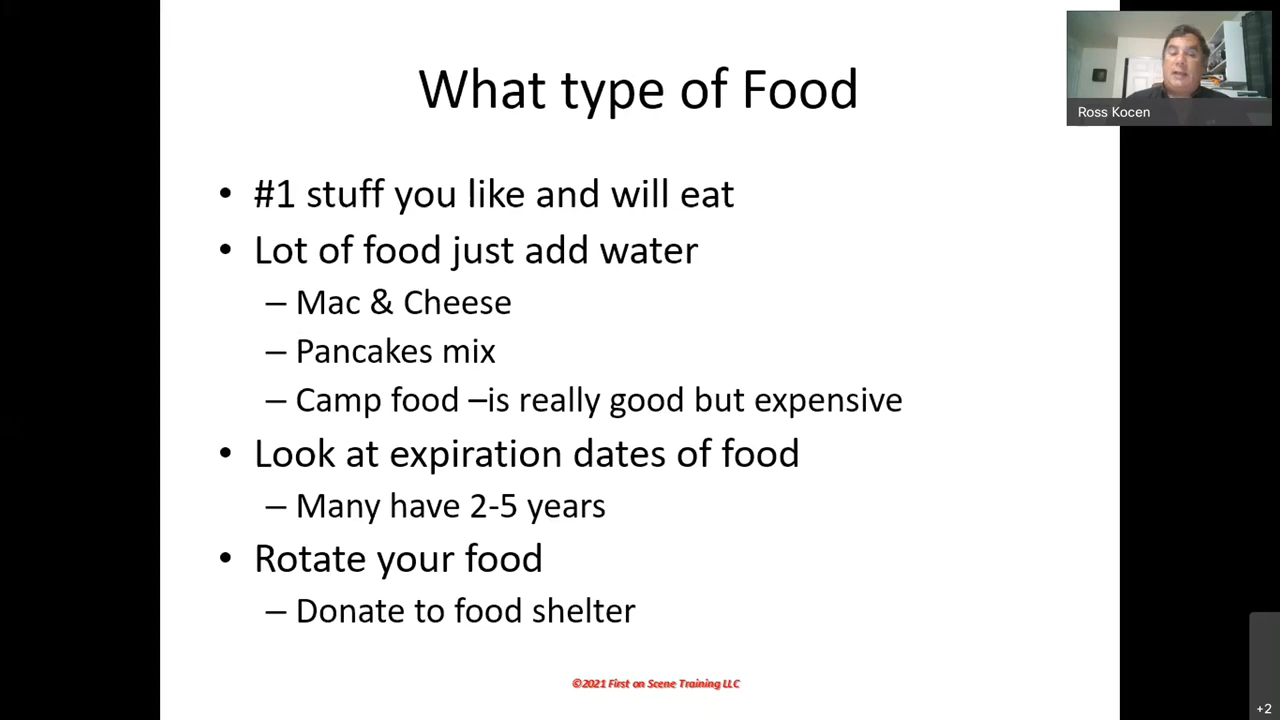 What type of Food
Ross Kocen
• #1 stuff you like and will eat
• Lot of food just add water
– Mac & Cheese
– Pancakes mix
– Camp food –is really good but expensive
• Look at expiration dates of food
– Many have 2-5 years
• Rotate your food
– Donate to food shelter
©2021 First on Scene Training LLC
+2